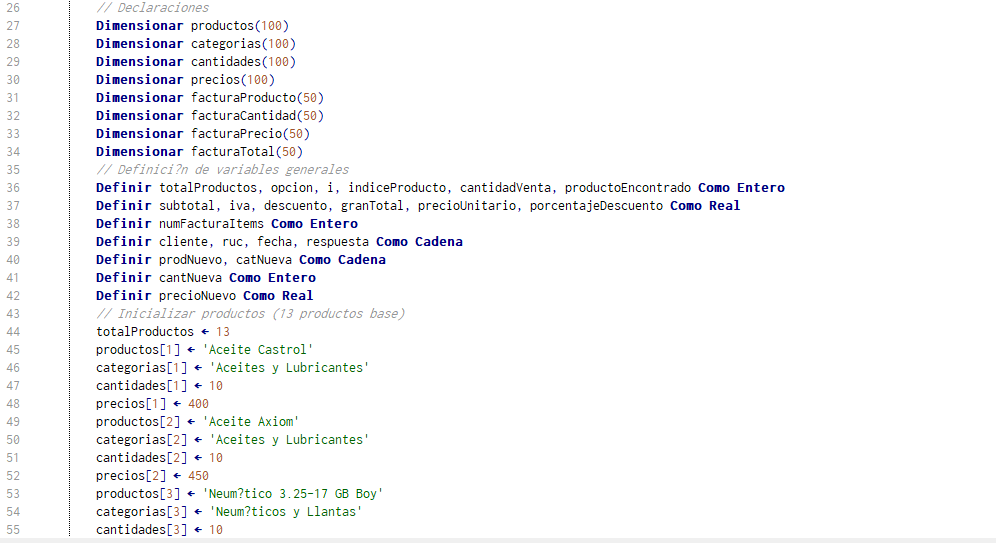 26 // Declaraciones
27 Dimensionar productos(100)
28 Dimensionar categorias(100)
29 Dimensionar cantidades(100)
30 Dimensionar precios(100)
31 Dimensionar facturaProducto(50)
32 Dimensionar facturaCantidad(50)
33 Dimensionar facturaPrecio(50)
34 Dimensionar facturaTotal(50)
35 // Definici?n de variables generales
36 Definir totalProductos, opcion, i, indiceProducto, cantidadVenta, productoEncontrado Como Entero
37 Definir subtotal, iva, descuento, granTotal, precioUnitario, porcentajeDescuento Como Real
38 Definir numFacturaItems Como Entero
39 Definir cliente, ruc, fecha, respuesta Como Cadena
40 Definir prodNuevo, catNueva Como Cadena
41 Definir cantNueva Como Entero
42 Definir precioNuevo Como Real
43 // Inicializar productos (13 productos base)
44 totalProductos ← 13
45 productos[1] ← 'Aceite Castrol'
46 categorias[1] ← 'Aceites y Lubricantes'
47 cantidades[1] ← 10
48 precios[1] ← 400
49 productos[2] ← 'Aceite Axiom'
50 categorias[2] ← 'Aceites y Lubricantes'
51 cantidades[2] ← 10
52 precios[2] ← 450
53 productos[3] ← 'Neum?tico 3.25-17 GB Boy'
54 categorias[3] ← 'Neum?ticos y Llantas'
55 cantidades[3] ← 10